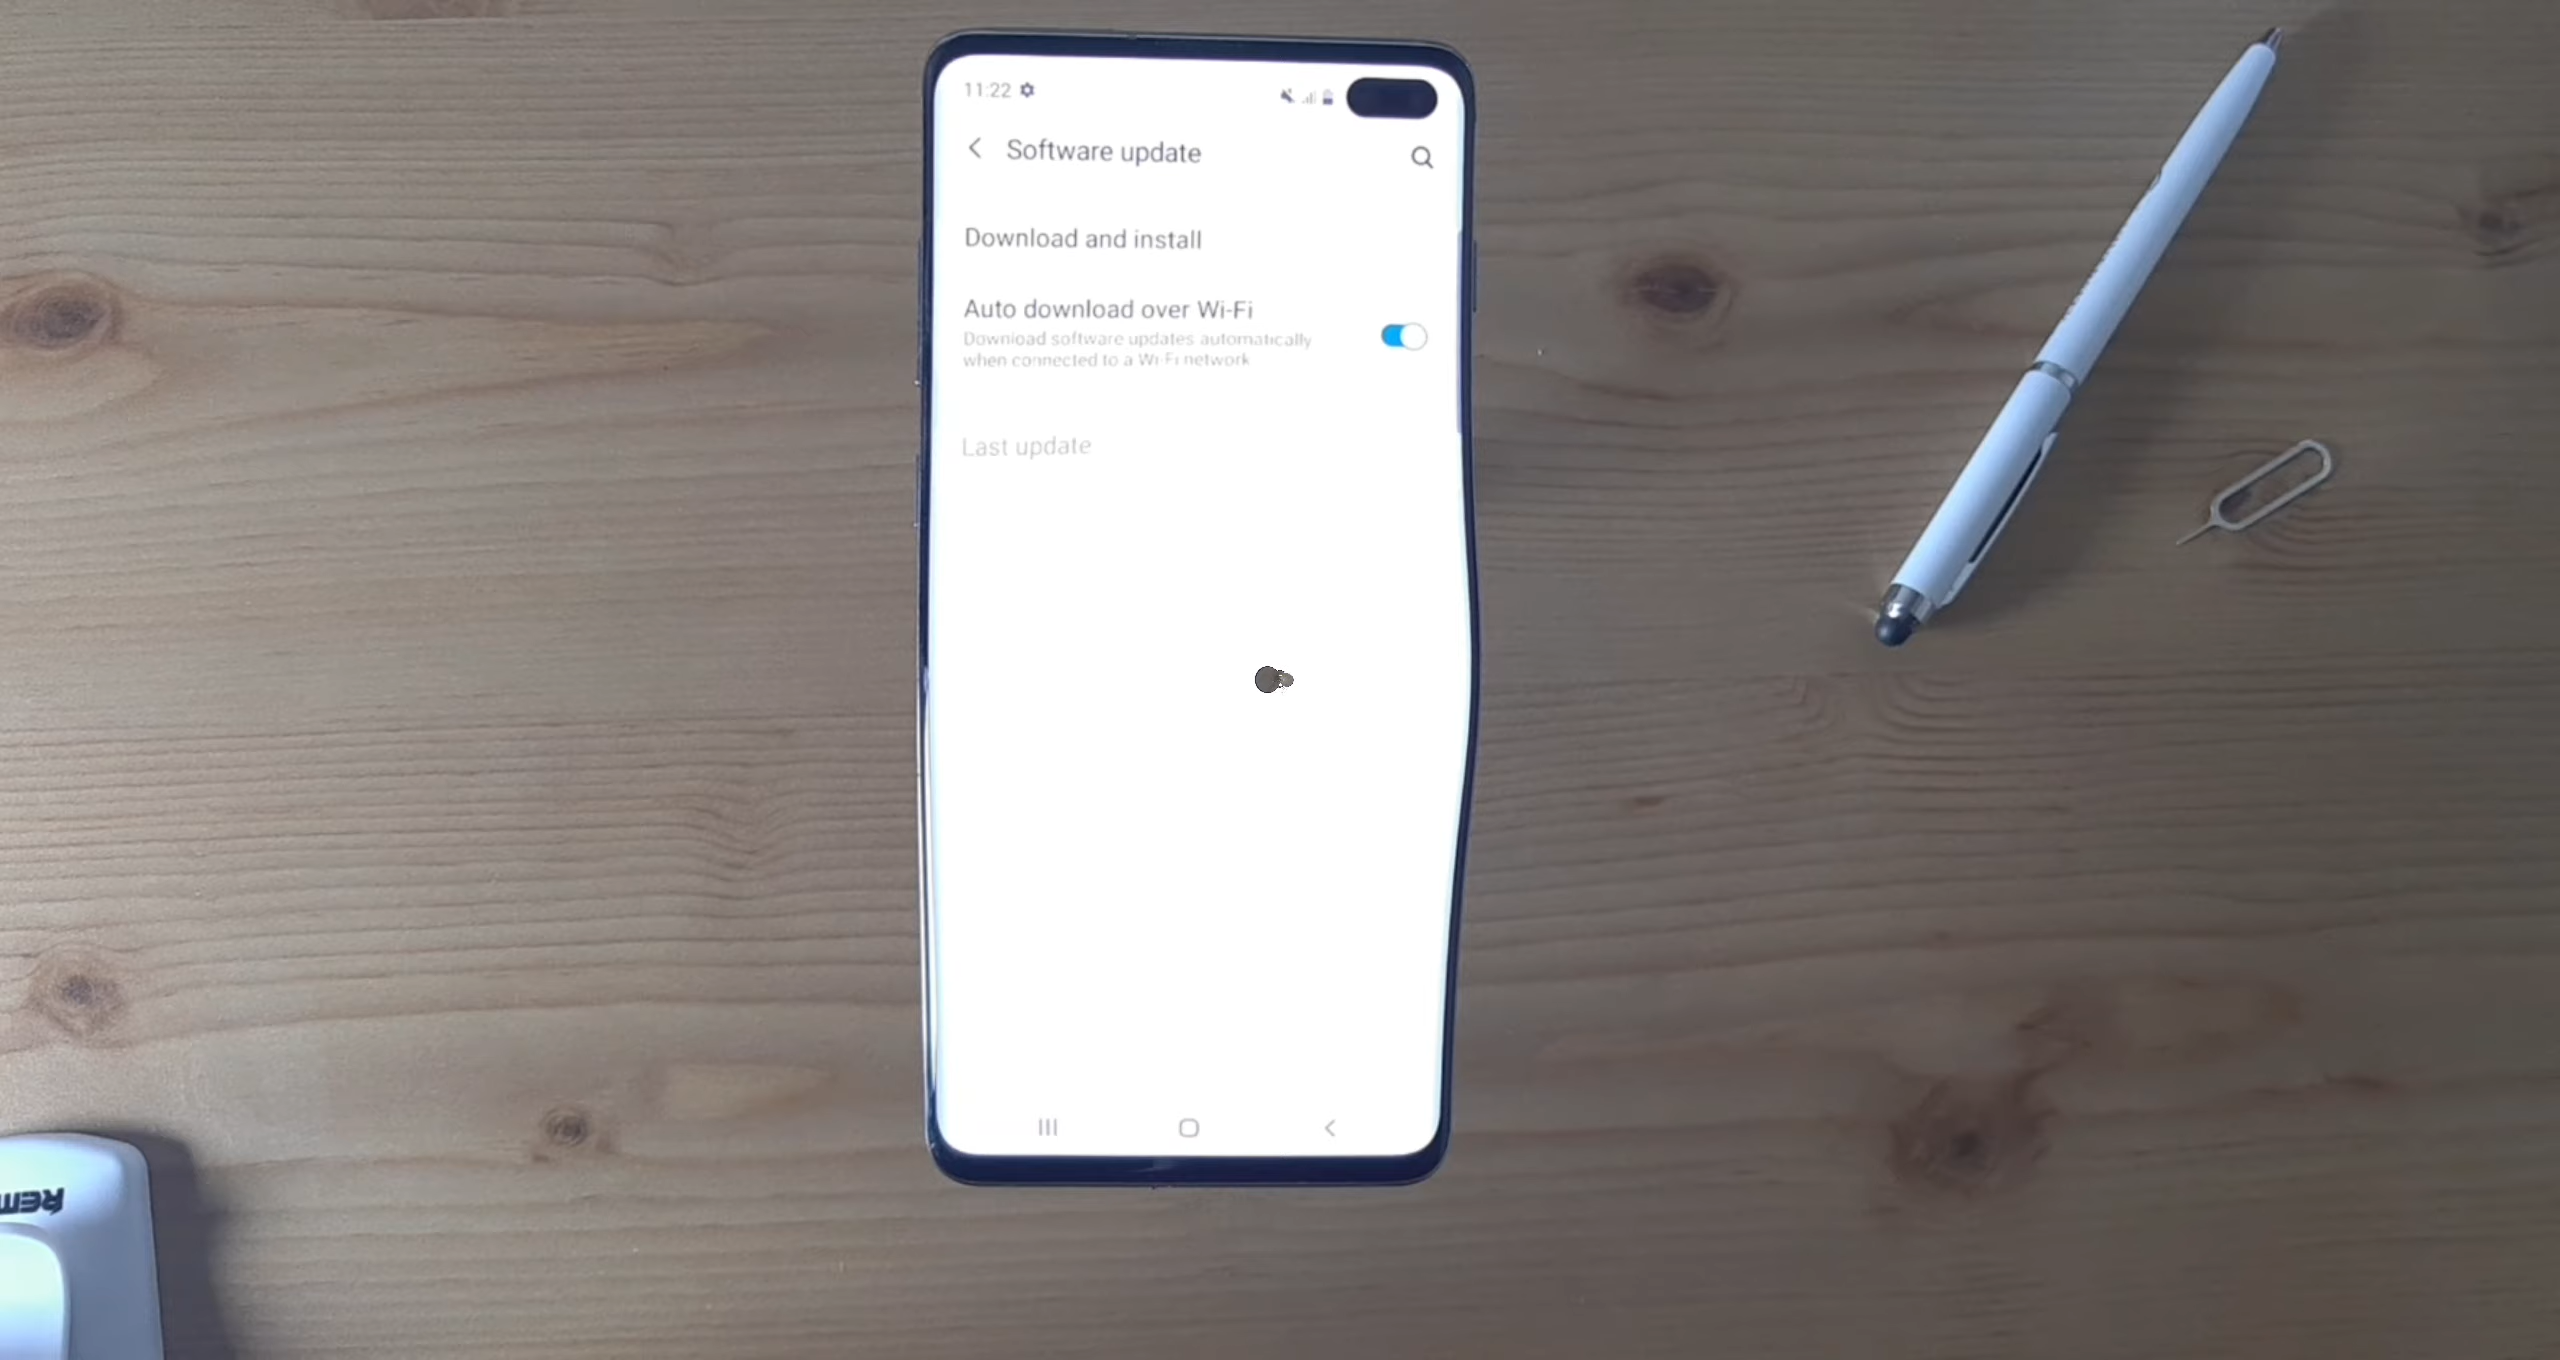 11:22
Software update
Download and install
Auto download over Wi-Fi
Download software updates automatically
when connected to a Wi-Fi network
Last update